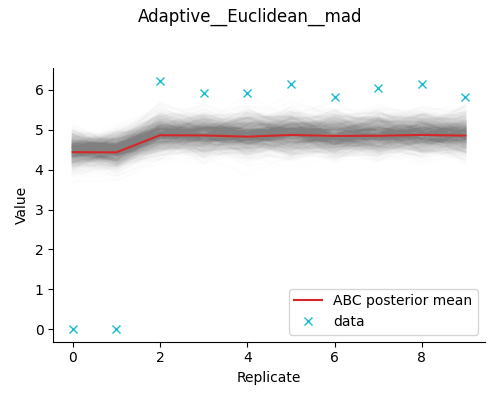 Adaptive__Euclidean__mad
Value
6
5
4
3
2
1
0
ABC posterior mean
data
0
2
4
6
8
Replicate